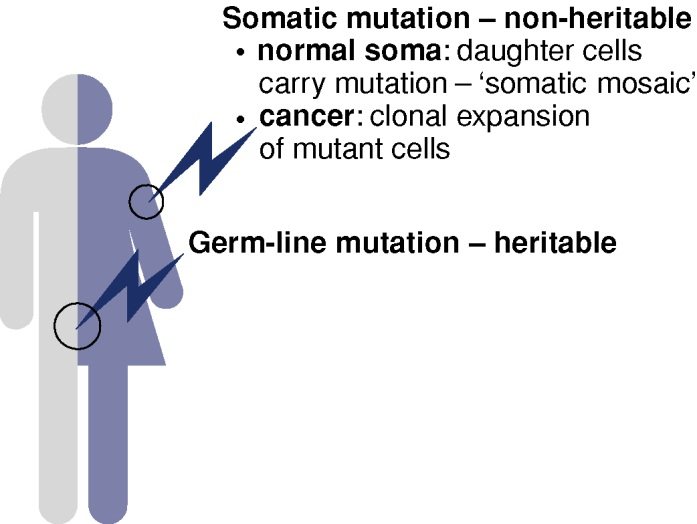 Somatic mutation – non-heritable
• normal soma: daughter cells
carry mutation – ‘somatic mosaic’
• cancer: clonal expansion
of mutant cells
Germ-line mutation – heritable